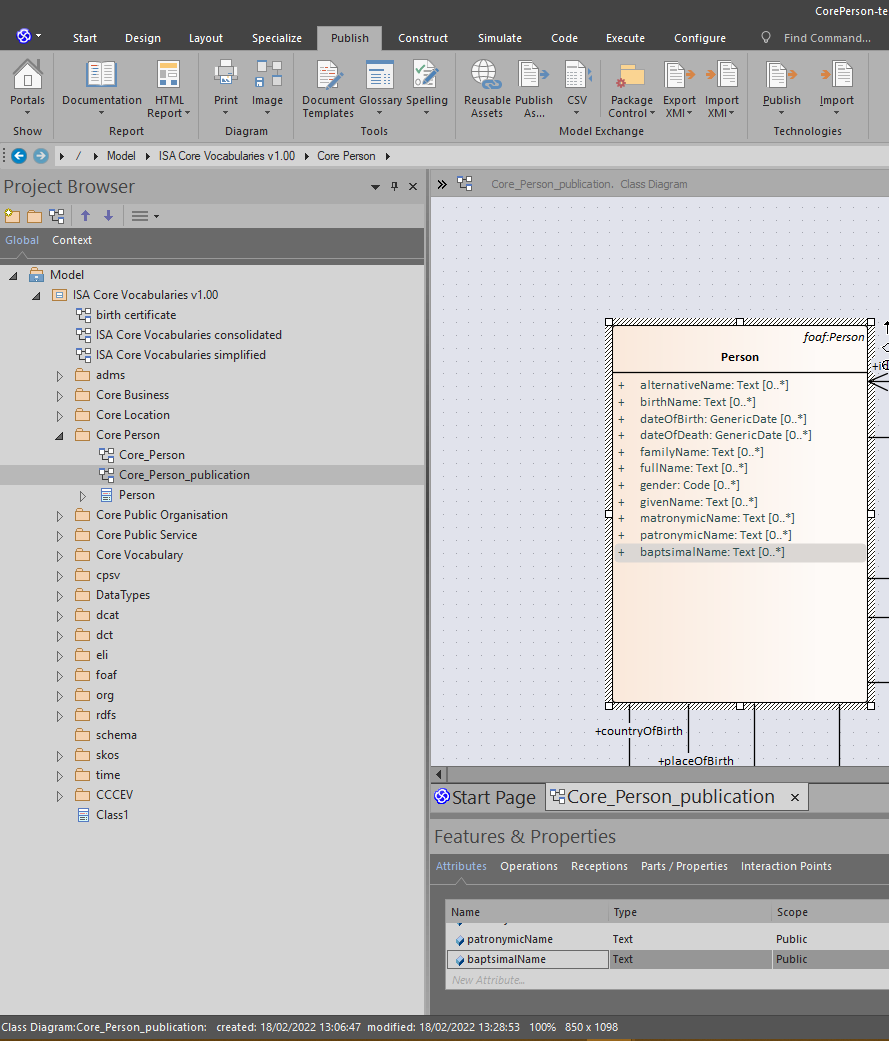 CorePerson-te
Start Design Layout Specialize Publish Construct Simulate Code Execute Configure Find Command...
Portals Documentation HTML Report Print Image Document Templates Glossary Spelling Reusable Assets Publish As... CSV Package Control Export XMI Import XMI Publish Import
Show Report Diagram Tools Model Exchange Technologies
/ Model ISA Core Vocabularies v1.00 Core Person
Project Browser
Global Context
Model
ISA Core Vocabularies v1.00
birth certificate
ISA Core Vocabularies consolidated
ISA Core Vocabularies simplified
adms
Core Business
Core Location
Core Person
Core_Person
Core_Person_publication
Person
Core Public Organisation
Core Public Service
Core Vocabulary
cpsv
DataTypes
dcat
dct
eli
foaf
org
rdfs
schema
skos
time
CCCEV
Class1
Core_Person_publication. Class Diagram
foaf:Person
Person
+ alternativeName: Text [0..*]
+ birthName: Text [0..*]
+ dateOfBirth: GenericDate [0..*]
+ dateOfDeath: GenericDate [0..*]
+ familyName: Text [0..*]
+ fullName: Text [0..*]
+ gender: Code [0..*]
+ givenName: Text [0..*]
+ matronymicName: Text [0..*]
+ patronymicName: Text [0..*]
+ baptsimalName: Text [0..*]
+countryOfBirth
+placeOfBirth
Start Page Core_Person_publication
Features & Properties
Attributes Operations Receptions Parts / Properties Interaction Points
Name Type Scope
patronymicName Text Public
baptsimalName Text Public
New Attribute...
Class Diagram:Core_Person_publication: created: 18/02/2022 13:06:47 modified: 18/02/2022 13:28:53 100% 850 x 1098